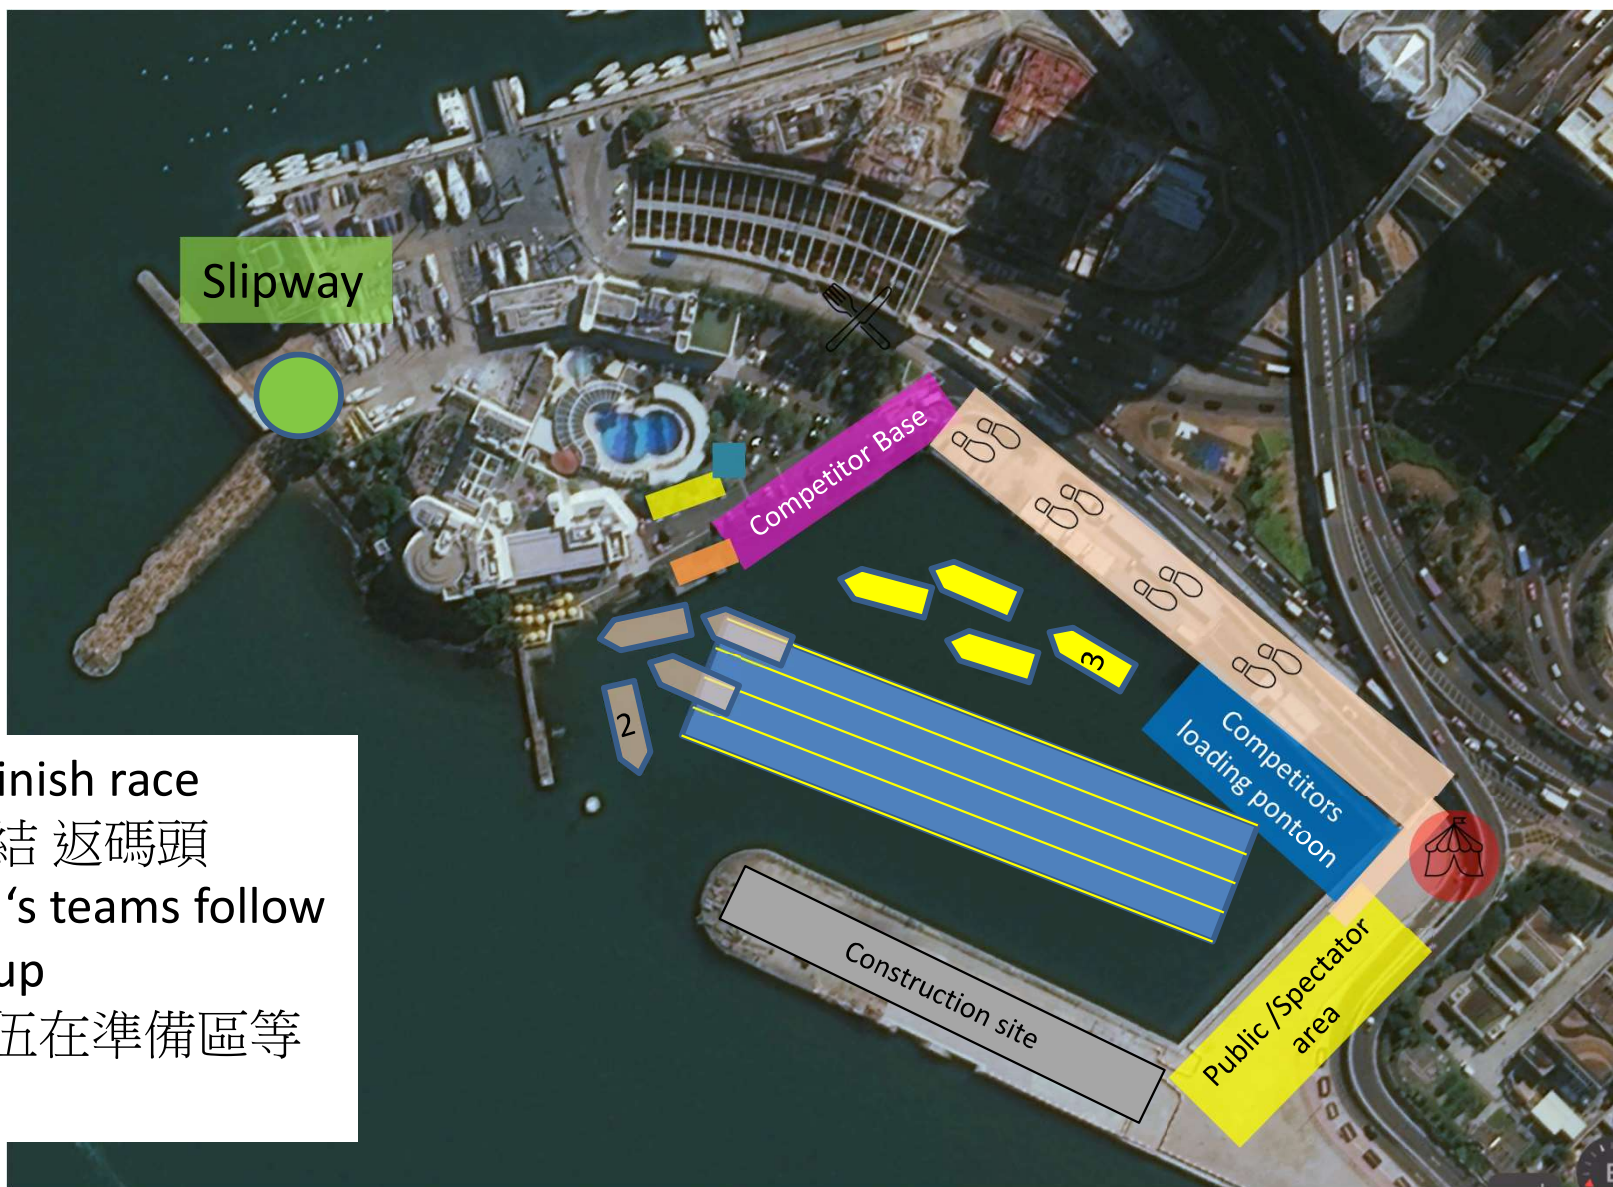 Slipway
Competitor Base
3
2
Competitors
loading pontoon
inish race
結 返碼頭
‘s teams follow
up
伍在準備區等
Construction site
Public /Spectator
area